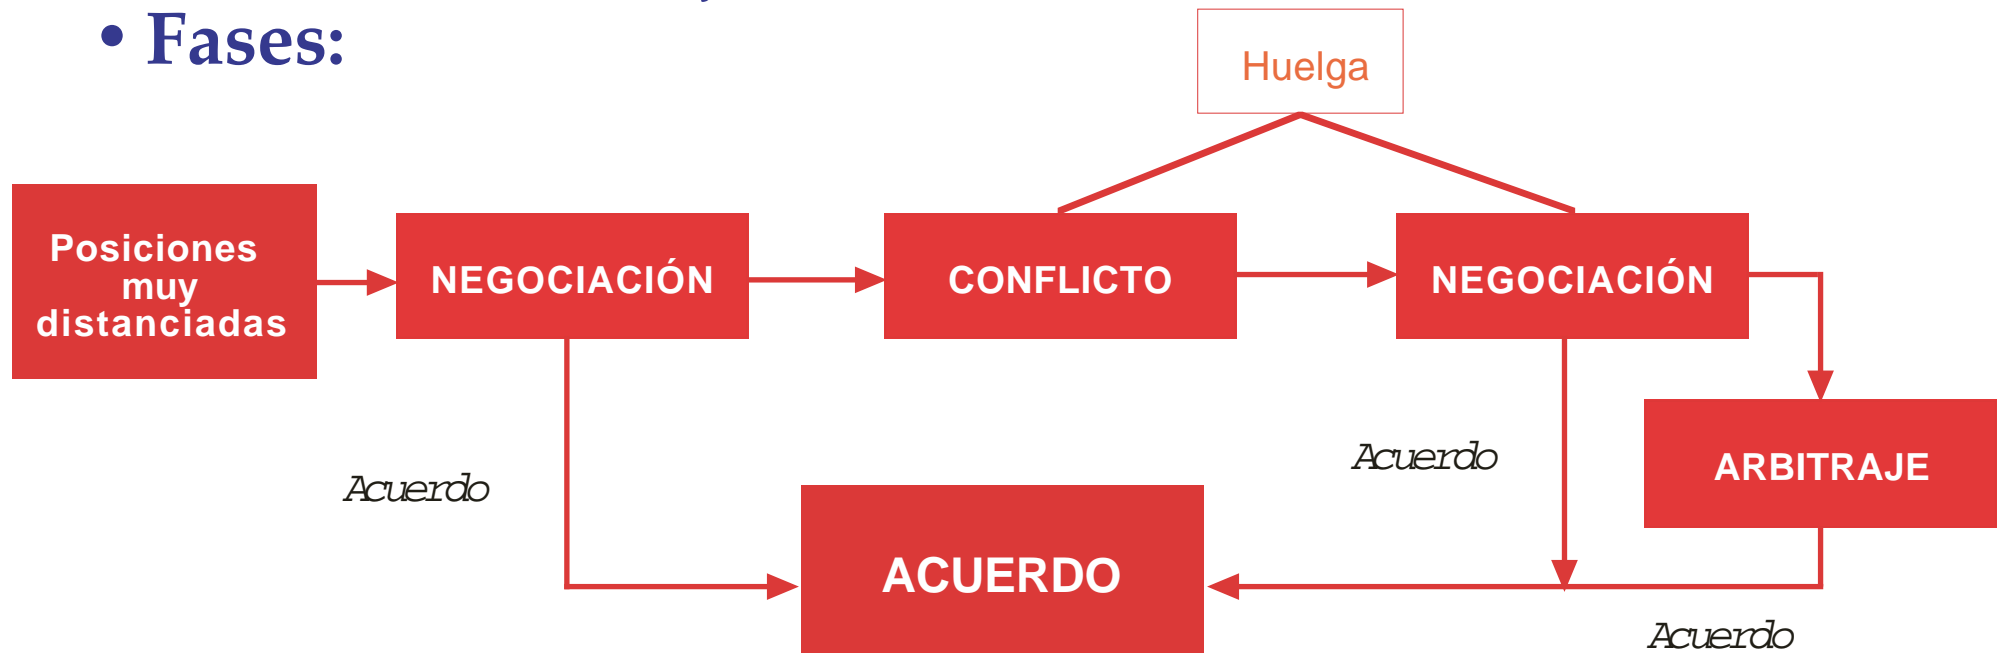 • Fases:
Huelga
Posiciones
muy
distanciadas
NEGOCIACIÓN
CONFLICTO
NEGOCIACIÓN
Acuerdo
Acuerdo
ARBITRAJE
ACUERDO
Acuerdo